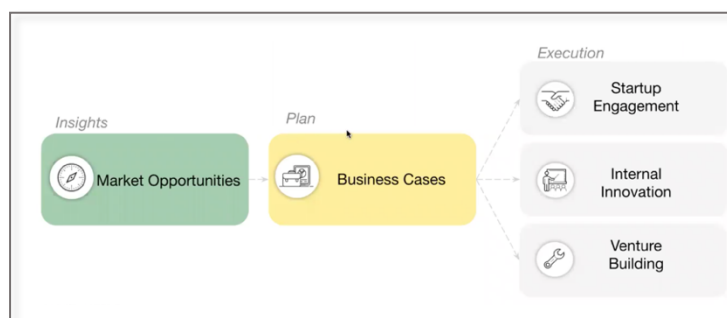 Insights
Market Opportunities
Plan
Business Cases
Execution
Startup
Engagement
Internal
Innovation
Venture
Building